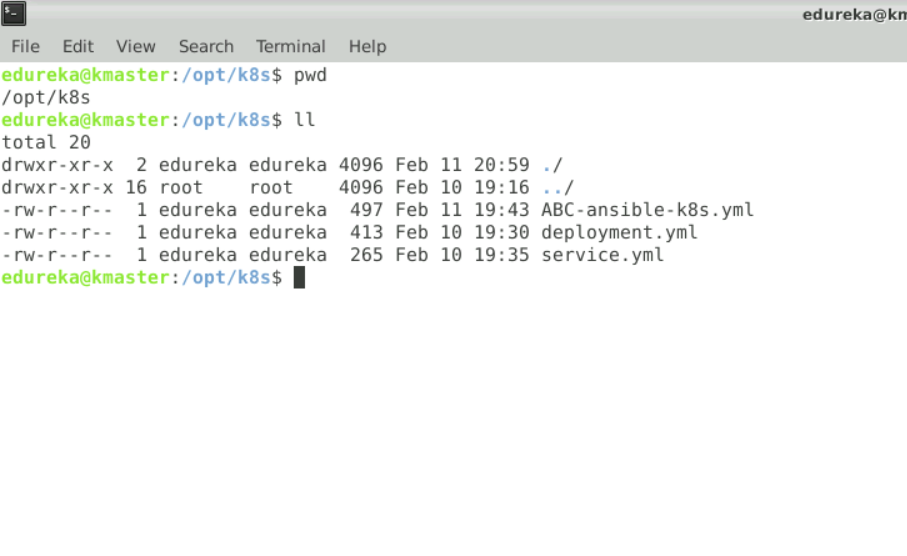 edureka@km
File Edit View Search Terminal Help
edureka@kmaster:/opt/k8s$ pwd
/opt/k8s
edureka@kmaster:/opt/k8s$ ll
total 20
drwxr-xr-x  2 edureka edureka 4096 Feb 11 20:59 ./
drwxr-xr-x 16 root    root    4096 Feb 10 19:16 ../
-rw-r--r--  1 edureka edureka  497 Feb 11 19:43 ABC-ansible-k8s.yml
-rw-r--r--  1 edureka edureka  413 Feb 10 19:30 deployment.yml
-rw-r--r--  1 edureka edureka  265 Feb 10 19:35 service.yml
edureka@kmaster:/opt/k8s$